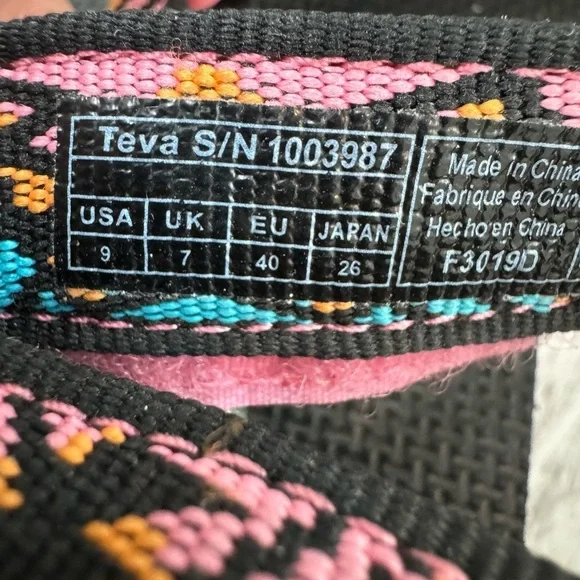 Teva S/N 1003987
USA UK EU JAPAN
9 7 40 26
Made in China
Fabrique en Chine
Hecho en China
F3019D